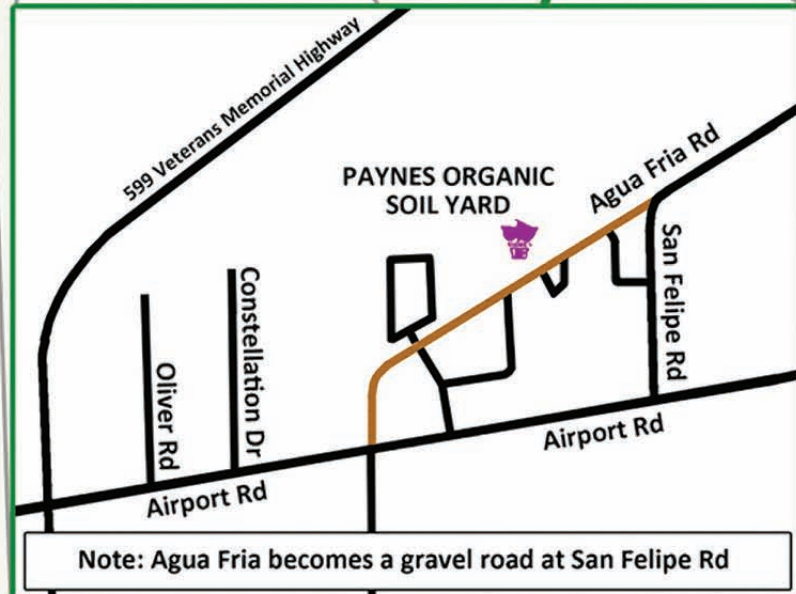 599 Veterans Memorial Highway
PAYNES ORGANIC
SOIL YARD
Agua Fria Rd
San Felipe Rd
Constellation Dr
Oliver Rd
Airport Rd
Airport Rd
Note: Agua Fria becomes a gravel road at San Felipe Rd